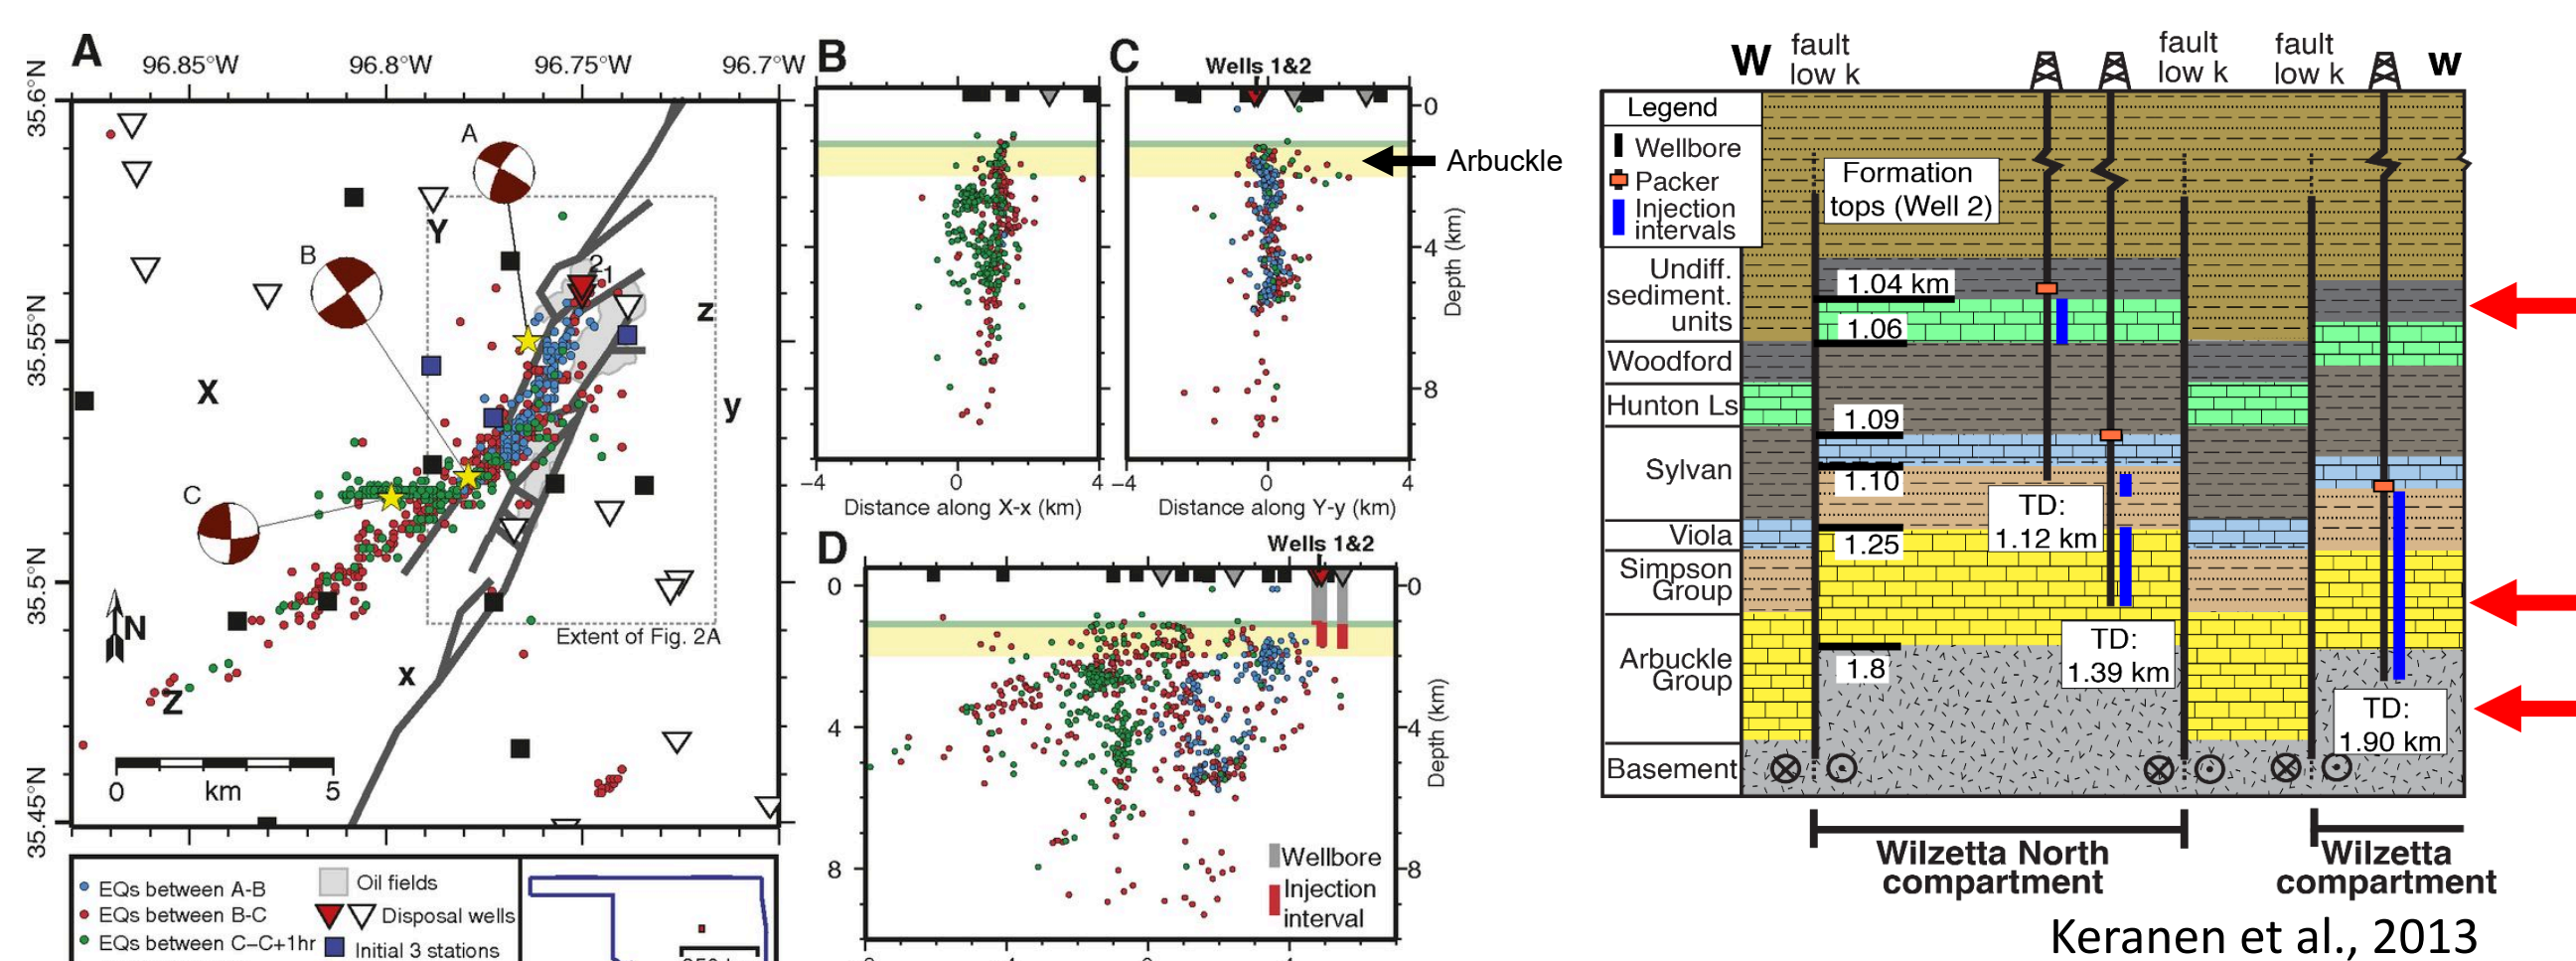 A
96.85°W
96.8°W
96.75°W
96.7°W
35.6°N
35.55°N
35.5°N
35.45°N
A
B
C
Y
X
2
1
z
y
x
Z
N
Extent of Fig. 2A
0
km
5
EQs between A-B
EQs between B-C
EQs between C–C+1hr
Oil fields
Disposal wells
Initial 3 stations
B
0
4
8
−4
0
4
Distance along X-x (km)
C
Wells 1&2
Depth (km)
−4
0
4
Distance along Y-y (km)
Arbuckle
D
Wells 1&2
0
4
8
0
4
8
Depth (km)
Wellbore
Injection
interval
W
fault
low k
fault
low k
fault
low k
w
Legend
Wellbore
Packer
Injection
intervals
Formation
tops (Well 2)
Undiff.
sediment.
units
Woodford
Hunton Ls
Sylvan
Viola
Simpson
Group
Arbuckle
Group
Basement
1.04 km
1.06
1.09
1.10
1.25
1.8
TD:
1.12 km
TD:
1.39 km
TD:
1.90 km
Wilzetta North
compartment
Wilzetta
compartment
Keranen et al., 2013